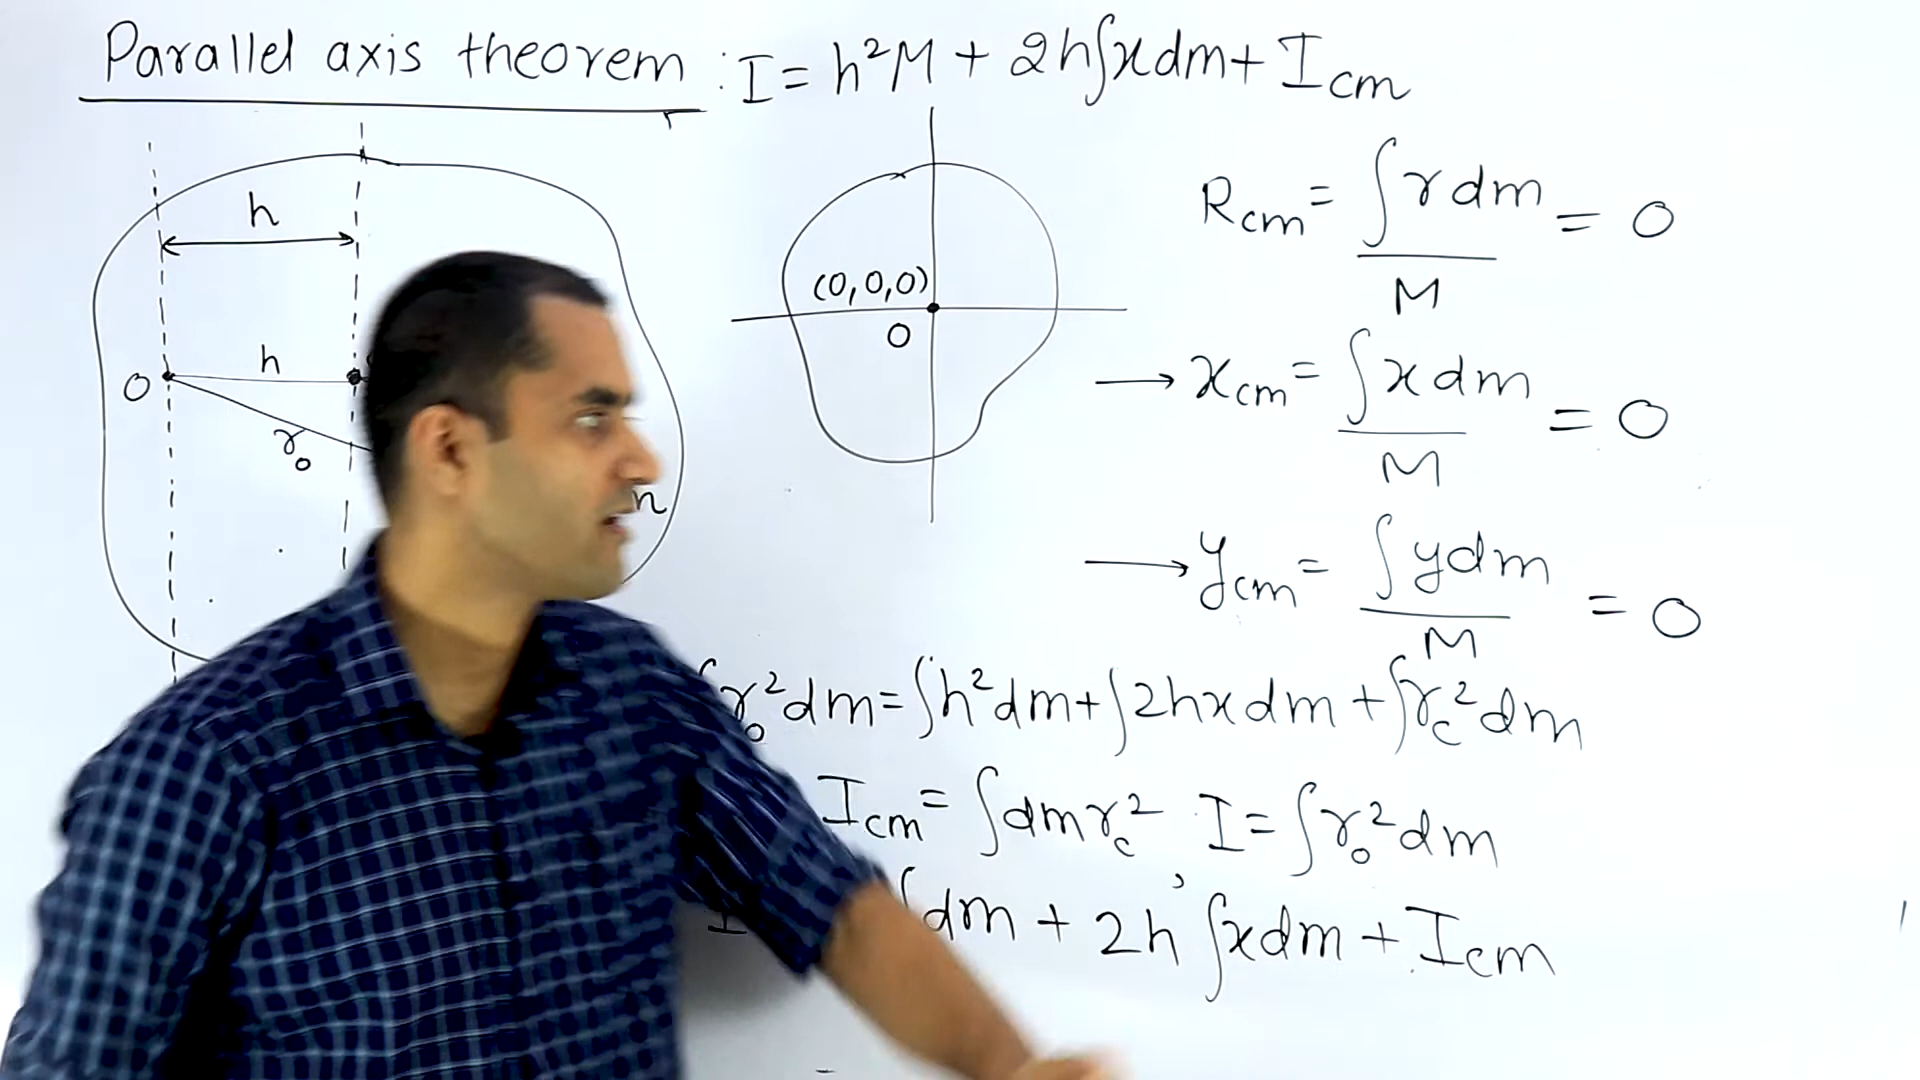 Parallel axis theorem : I = h²M + 2h∫xdm + Icm
h
h
O
r₀
n
(0,0,0)
O
Rcm = ∫rdm / M = 0
→ xcm = ∫xdm / M = 0
→ ycm = ∫ydm / M = 0
∫r₀²dm = ∫h²dm + ∫2hxdm + ∫rc²dm
Icm = ∫dmrc², I = ∫r₀²dm
I ∫dm + 2h∫xdm + Icm